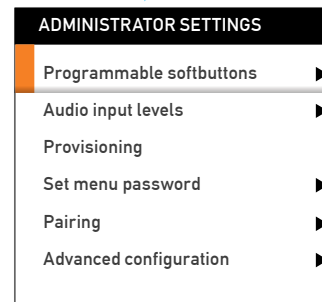 ADMINISTRATOR SETTINGS
Programmable softbuttons
Audio input levels
Provisioning
Set menu password
Pairing
Advanced configuration